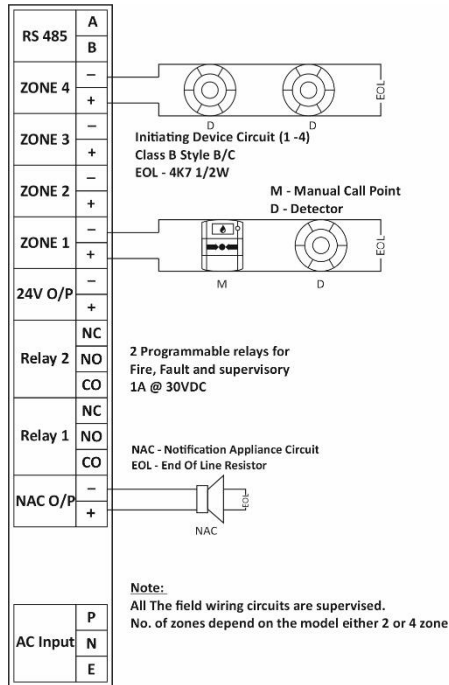 RS 485
A
B
ZONE 4
–
+
EOL
D
D
ZONE 3
–
+
Initiating Device Circuit (1 -4)
Class B Style B/C
EOL - 4K7 1/2W
ZONE 2
–
+
M - Manual Call Point
D - Detector
ZONE 1
–
+
EOL
M
D
24V O/P
–
+
Relay 2
NC
NO
CO
2 Programmable relays for
Fire, Fault and supervisory
1A @ 30VDC
Relay 1
NC
NO
CO
NAC - Notification Appliance Circuit
EOL - End Of Line Resistor
NAC O/P
–
+
EOL
NAC
Note:
All The field wiring circuits are supervised.
No. of zones depend on the model either 2 or 4 zone
AC Input
P
N
E